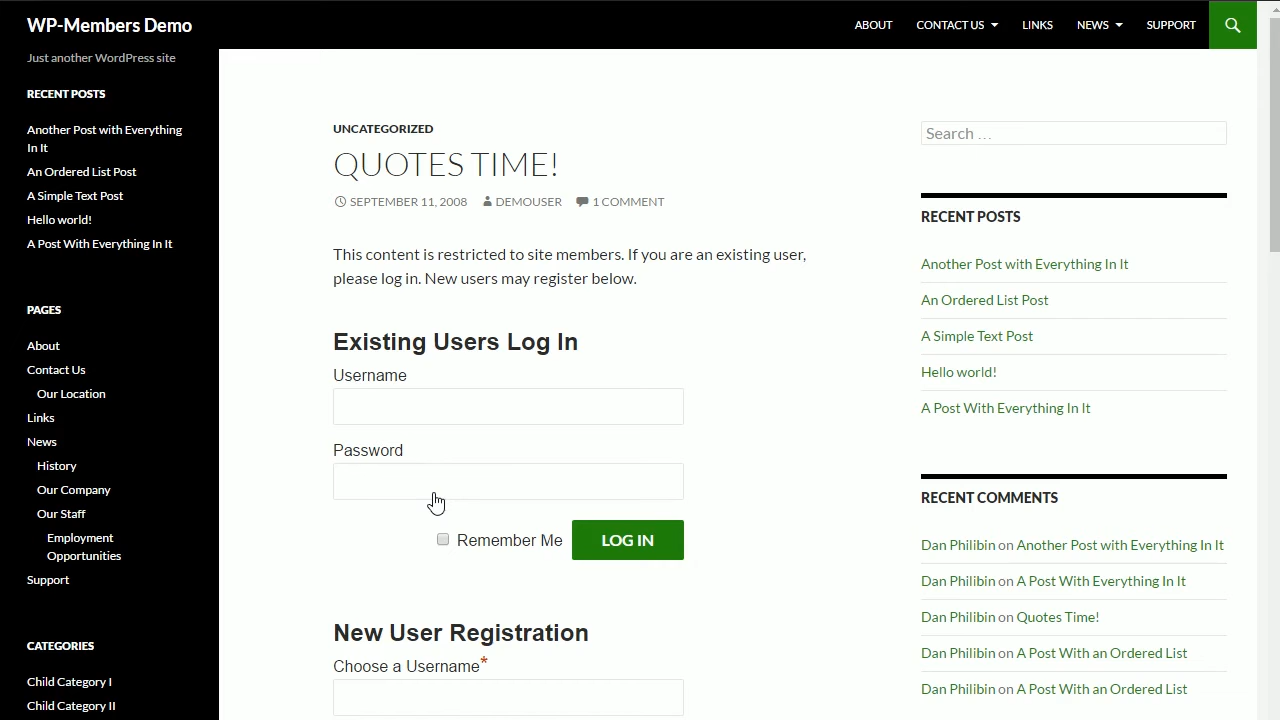 WP-Members Demo
ABOUT
CONTACT US
LINKS
NEWS
SUPPORT
Just another WordPress site
RECENT POSTS
Another Post with Everything
In It
An Ordered List Post
A Simple Text Post
Hello world!
A Post With Everything In It
PAGES
About
Contact Us
Our Location
Links
News
History
Our Company
Our Staff
Employment
Opportunities
Support
CATEGORIES
Child Category I
Child Category II
UNCATEGORIZED
QUOTES TIME!
SEPTEMBER 11, 2008 DEMOUSER 1 COMMENT
This content is restricted to site members. If you are an existing user,
please log in. New users may register below.
Existing Users Log In
Username
Password
Remember Me
LOG IN
New User Registration
Choose a Username*
Search …
RECENT POSTS
Another Post with Everything In It
An Ordered List Post
A Simple Text Post
Hello world!
A Post With Everything In It
RECENT COMMENTS
Dan Philibin on Another Post with Everything In It
Dan Philibin on A Post With Everything In It
Dan Philibin on Quotes Time!
Dan Philibin on A Post With an Ordered List
Dan Philibin on A Post With an Ordered List